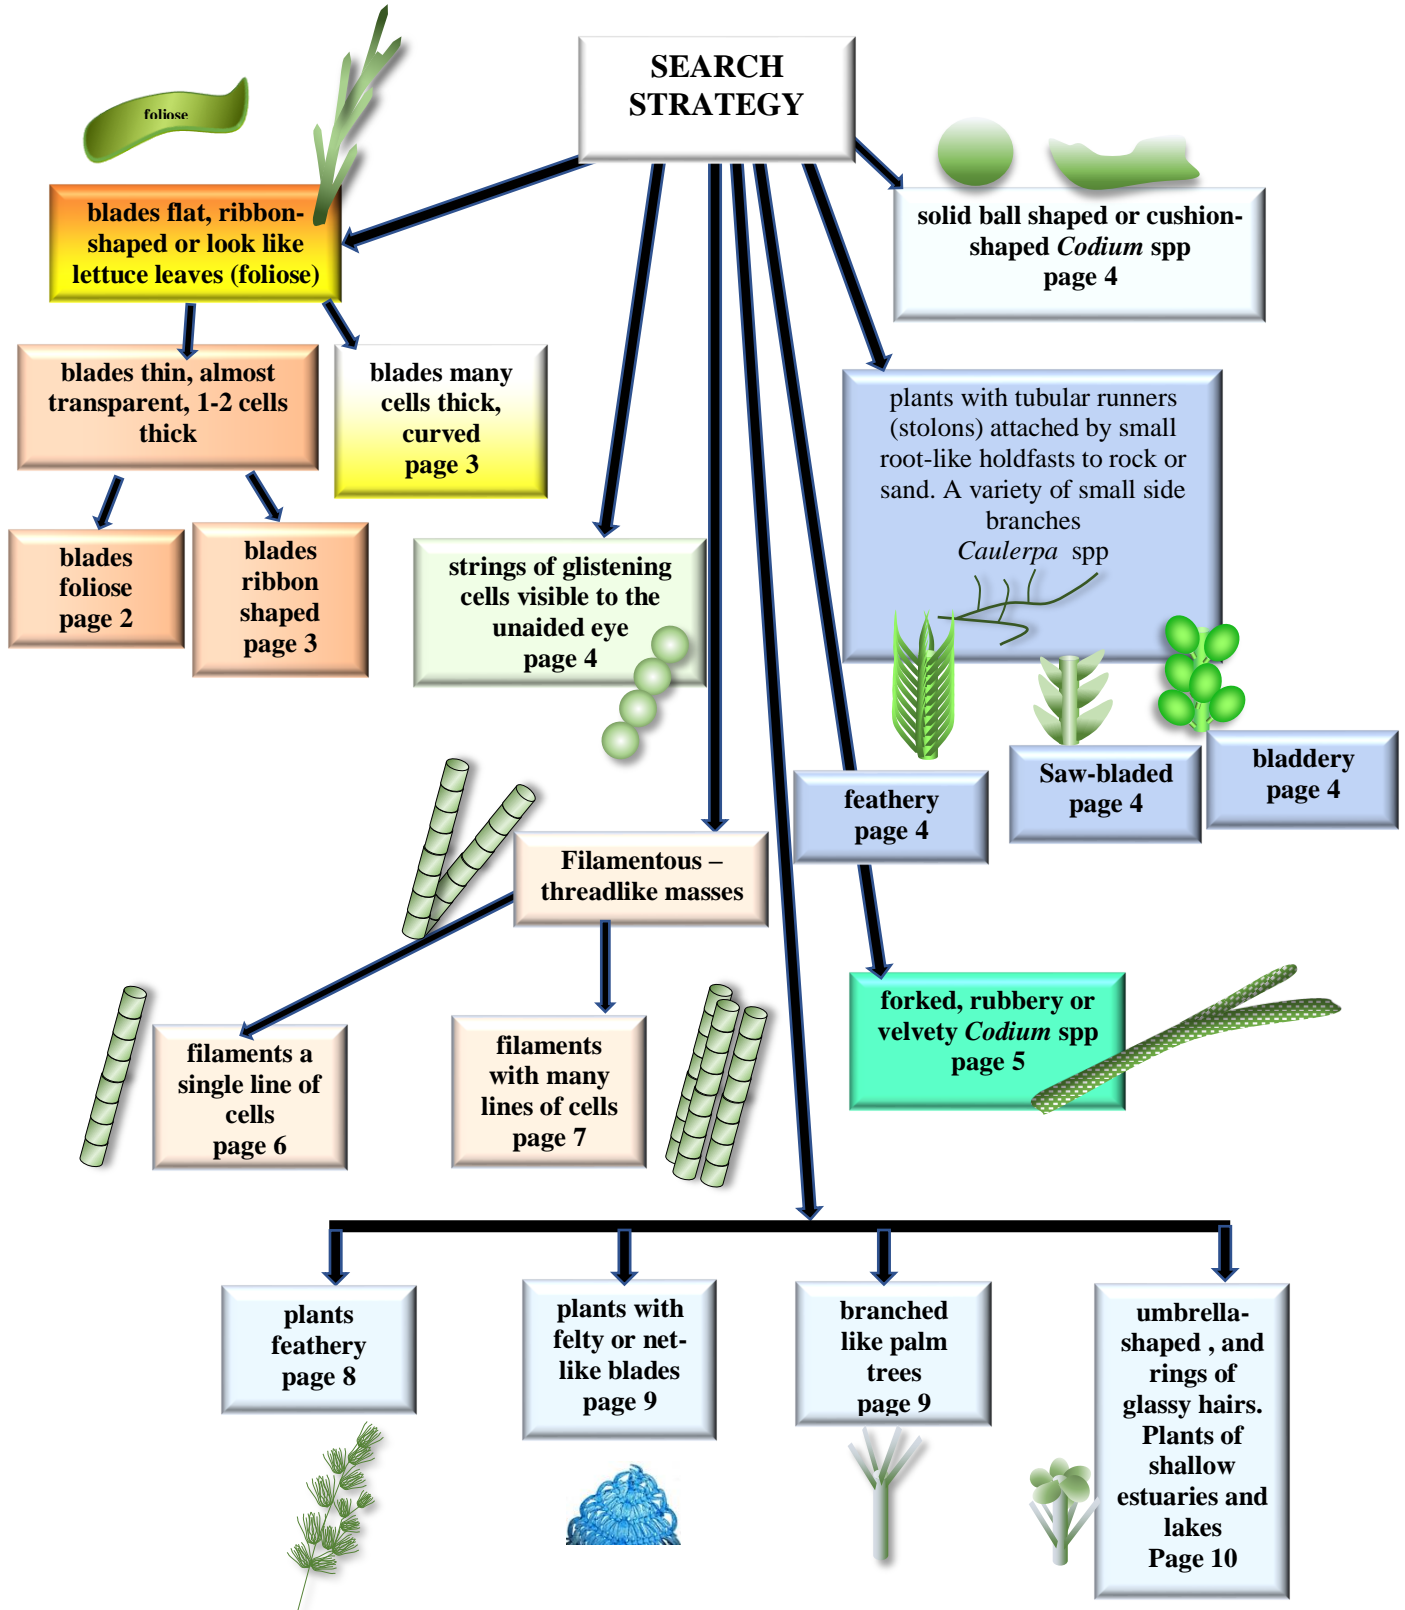 SEARCH
STRATEGY
foliose
blades flat, ribbon-
shaped or look like
lettuce leaves (foliose)
solid ball shaped or cushion-
shaped Codium spp
page 4
blades thin, almost
transparent, 1-2 cells
thick
blades many
cells thick,
curved
page 3
plants with tubular runners
(stolons) attached by small
root-like holdfasts to rock or
sand. A variety of small side
branches
Caulerpa spp
blades
foliose
page 2
blades
ribbon
shaped
page 3
strings of glistening
cells visible to the
unaided eye
page 4
feathery
page 4
Saw-bladed
page 4
bladdery
page 4
Filamentous –
threadlike masses
forked, rubbery or
velvety Codium spp
page 5
filaments a
single line of
cells
page 6
filaments
with many
lines of cells
page 7
plants
feathery
page 8
plants with
felty or net-
like blades
page 9
branched
like palm
trees
page 9
umbrella-
shaped , and
rings of
glassy hairs.
Plants of
shallow
estuaries and
lakes
Page 10